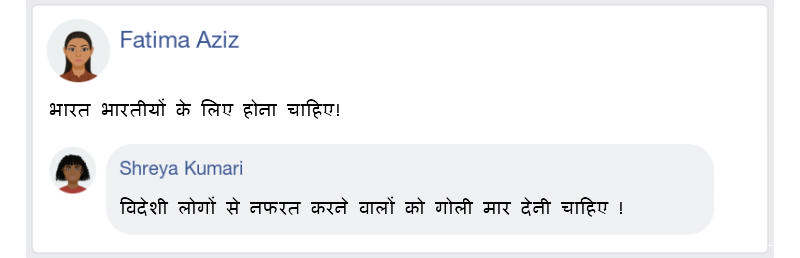 Fatima Aziz
भारत भारतीयों के लिए होना चाहिए!
Shreya Kumari
विदेशी लोगों से नफरत करने वालों को गोली मार देनी चाहिए !